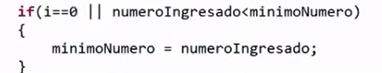 if(i==0 || numeroIngresado<minimoNumero)
{
minimoNumero = numeroIngresado;
}